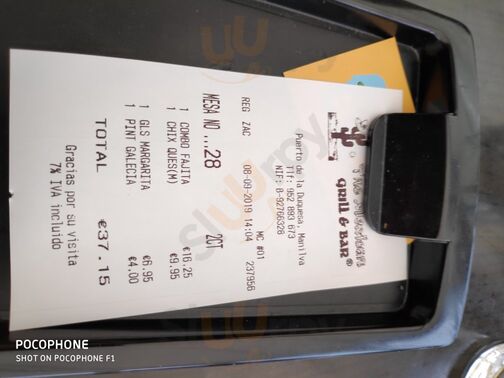 GRILL & BAR®
Puerto de la Duquesa, Manilva
Tlf: 952 893 673
NIF: B-92766328
MC #01 237956
REG ZAC 08-09-2019 14:04
MESA NO ...28 2CT
1 COMBO FAJITA €16.25
1 CHIX QUES(M) €9.95
1 GLS MARGARITA €6.95
1 PINT GALECIA €4.00
TOTAL €37.15
Gracias por su visita
7% IVA incluido
POCOPHONE
SHOT ON POCOPHONE F1